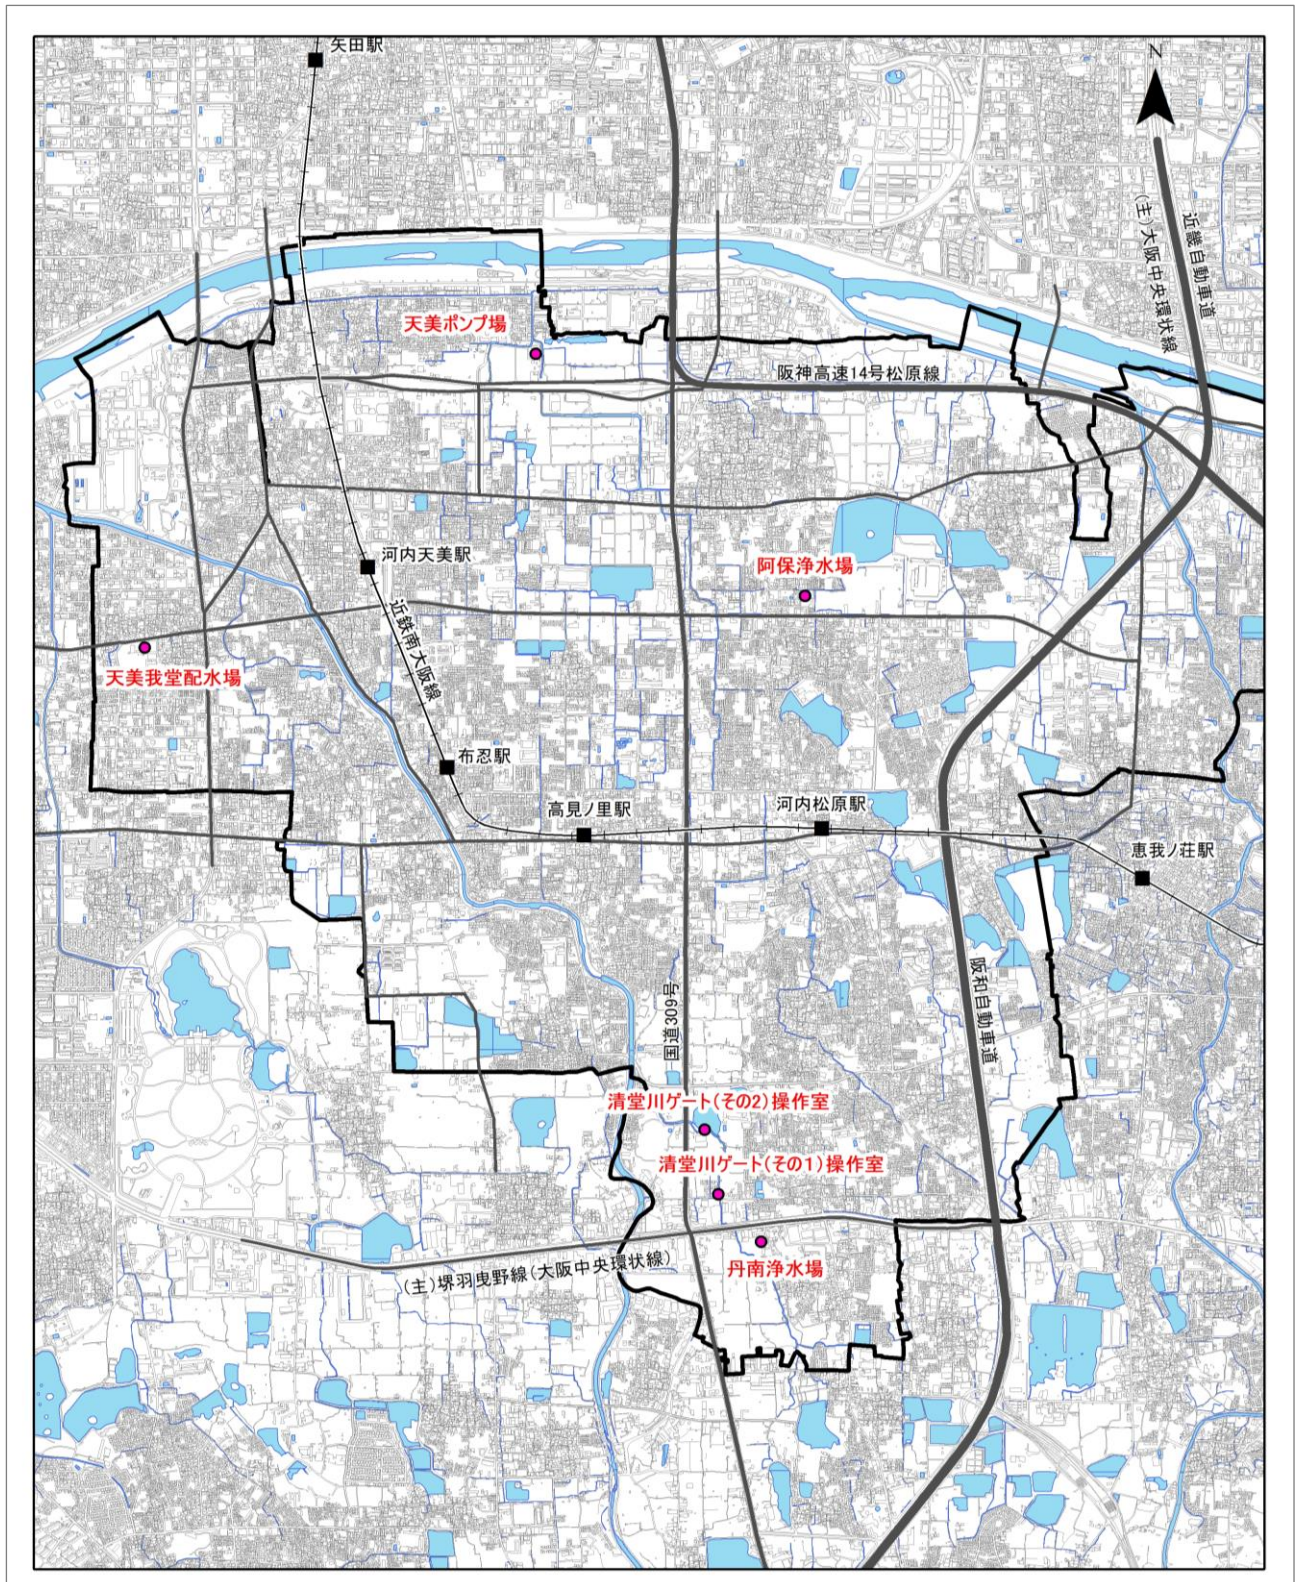 矢田駅
N
近畿自動車道
(主)大阪中央環状線
天美ポンプ場
阪神高速14号松原線
河内天美駅
阿保浄水場
近鉄南大阪線
天美我堂配水場
布忍駅
高見ノ里駅
河内松原駅
恵我ノ荘駅
国道309号
阪和自動車道
清堂川ゲート(その2)操作室
清堂川ゲート(その1)操作室
丹南浄水場
(主)堺羽曳野線(大阪中央環状線)